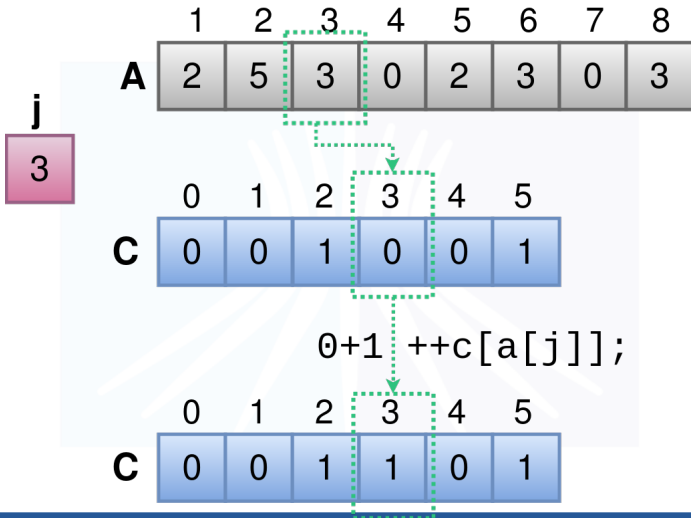 1 2 3 4 5 6 7 8
A 2 5 3 0 2 3 0 3
j
3
0 1 2 3 4 5
C 0 0 1 0 0 1
0+1 ++c[a[j]];
0 1 2 3 4 5
C 0 0 1 1 0 1